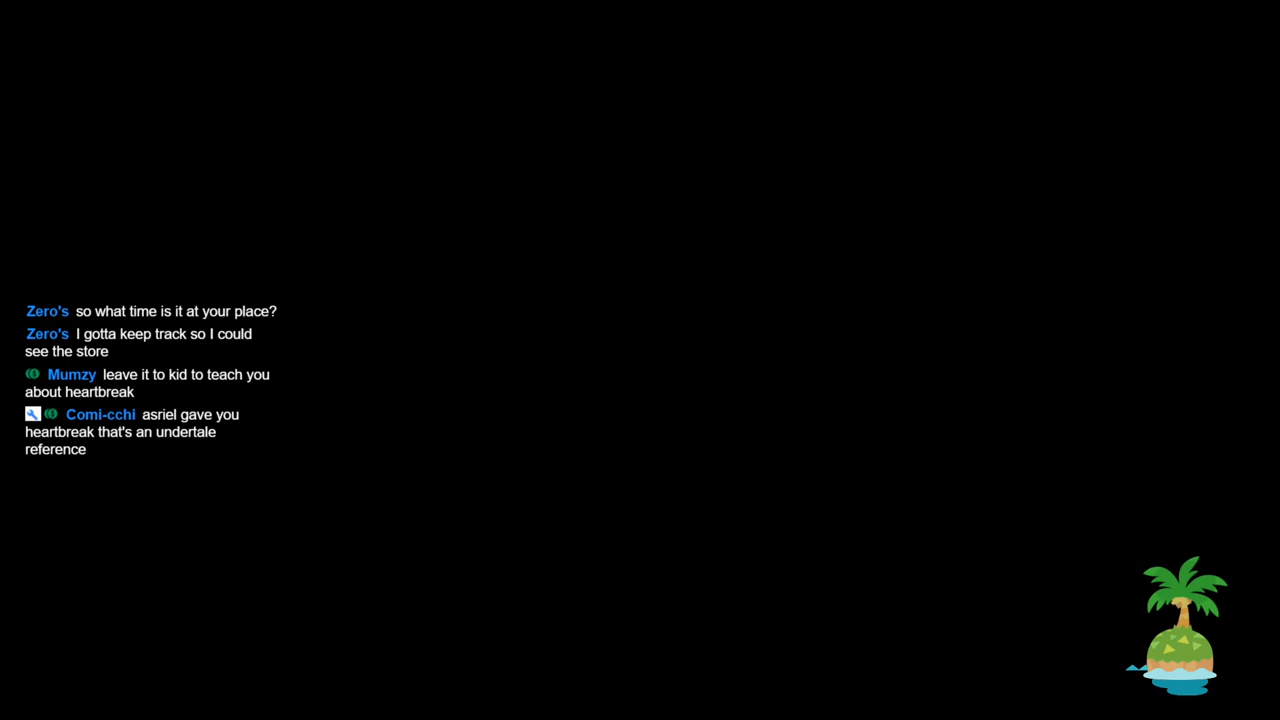 Zero's so what time is it at your place?
Zero's I gotta keep track so I could
see the store
Mumzy leave it to kid to teach you
about heartbreak
Comi-cchi asriel gave you
heartbreak that's an undertale
reference